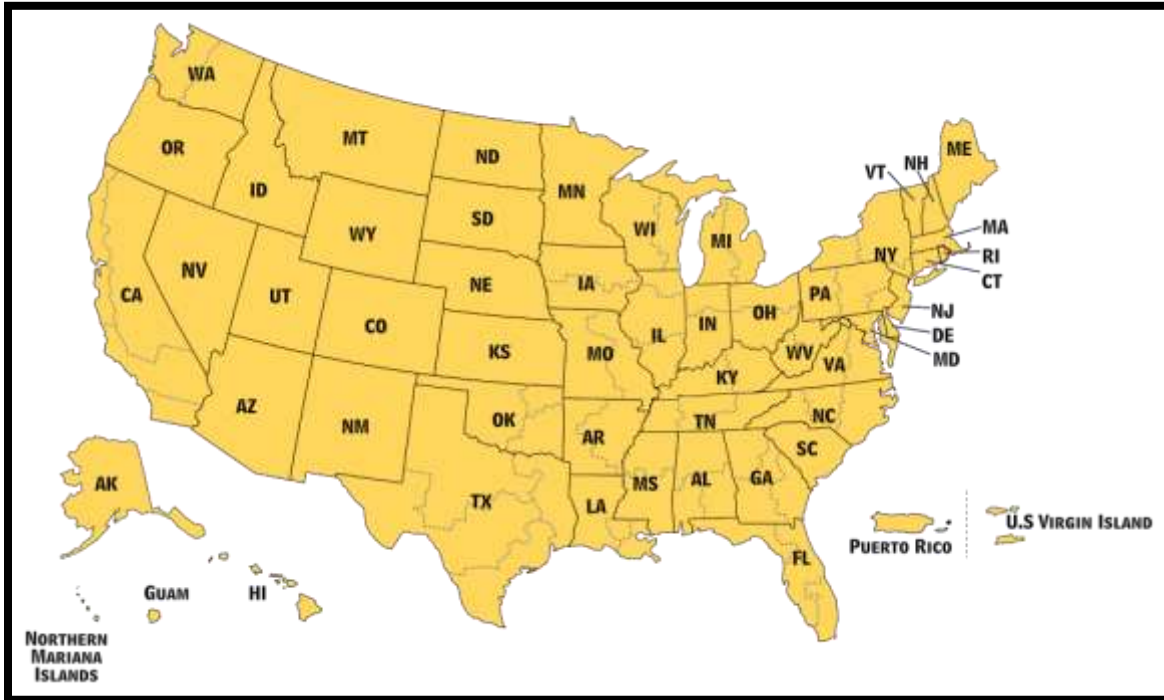 WA
MT
ND
MN
ME
VT
NH
OR
ID
SD
WI
MI
MA
WY
NY
RI
CT
NV
NE
IA
PA
CA
UT
CO
IL
IN
OH
NJ
DE
MD
KS
MO
WV
VA
KY
AZ
NM
OK
AR
TN
NC
SC
AK
TX
LA
MS
AL
GA
U.S VIRGIN ISLAND
PUERTO RICO
FL
GUAM
HI
NORTHERN
MARIANA
ISLANDS